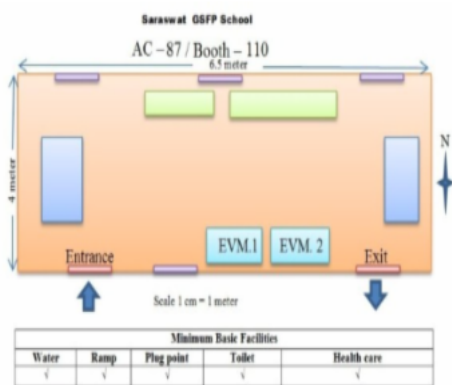 Saraswat GSFP School
AC – 87 / Booth – 110
6.5 meter
4 meter
N
EVM.1 EVM. 2
Entrance Exit
Scale 1 cm = 1 meter
Minimum Basic Facilities
Water Ramp Plug point Toilet Health care
√ √ √ √ √